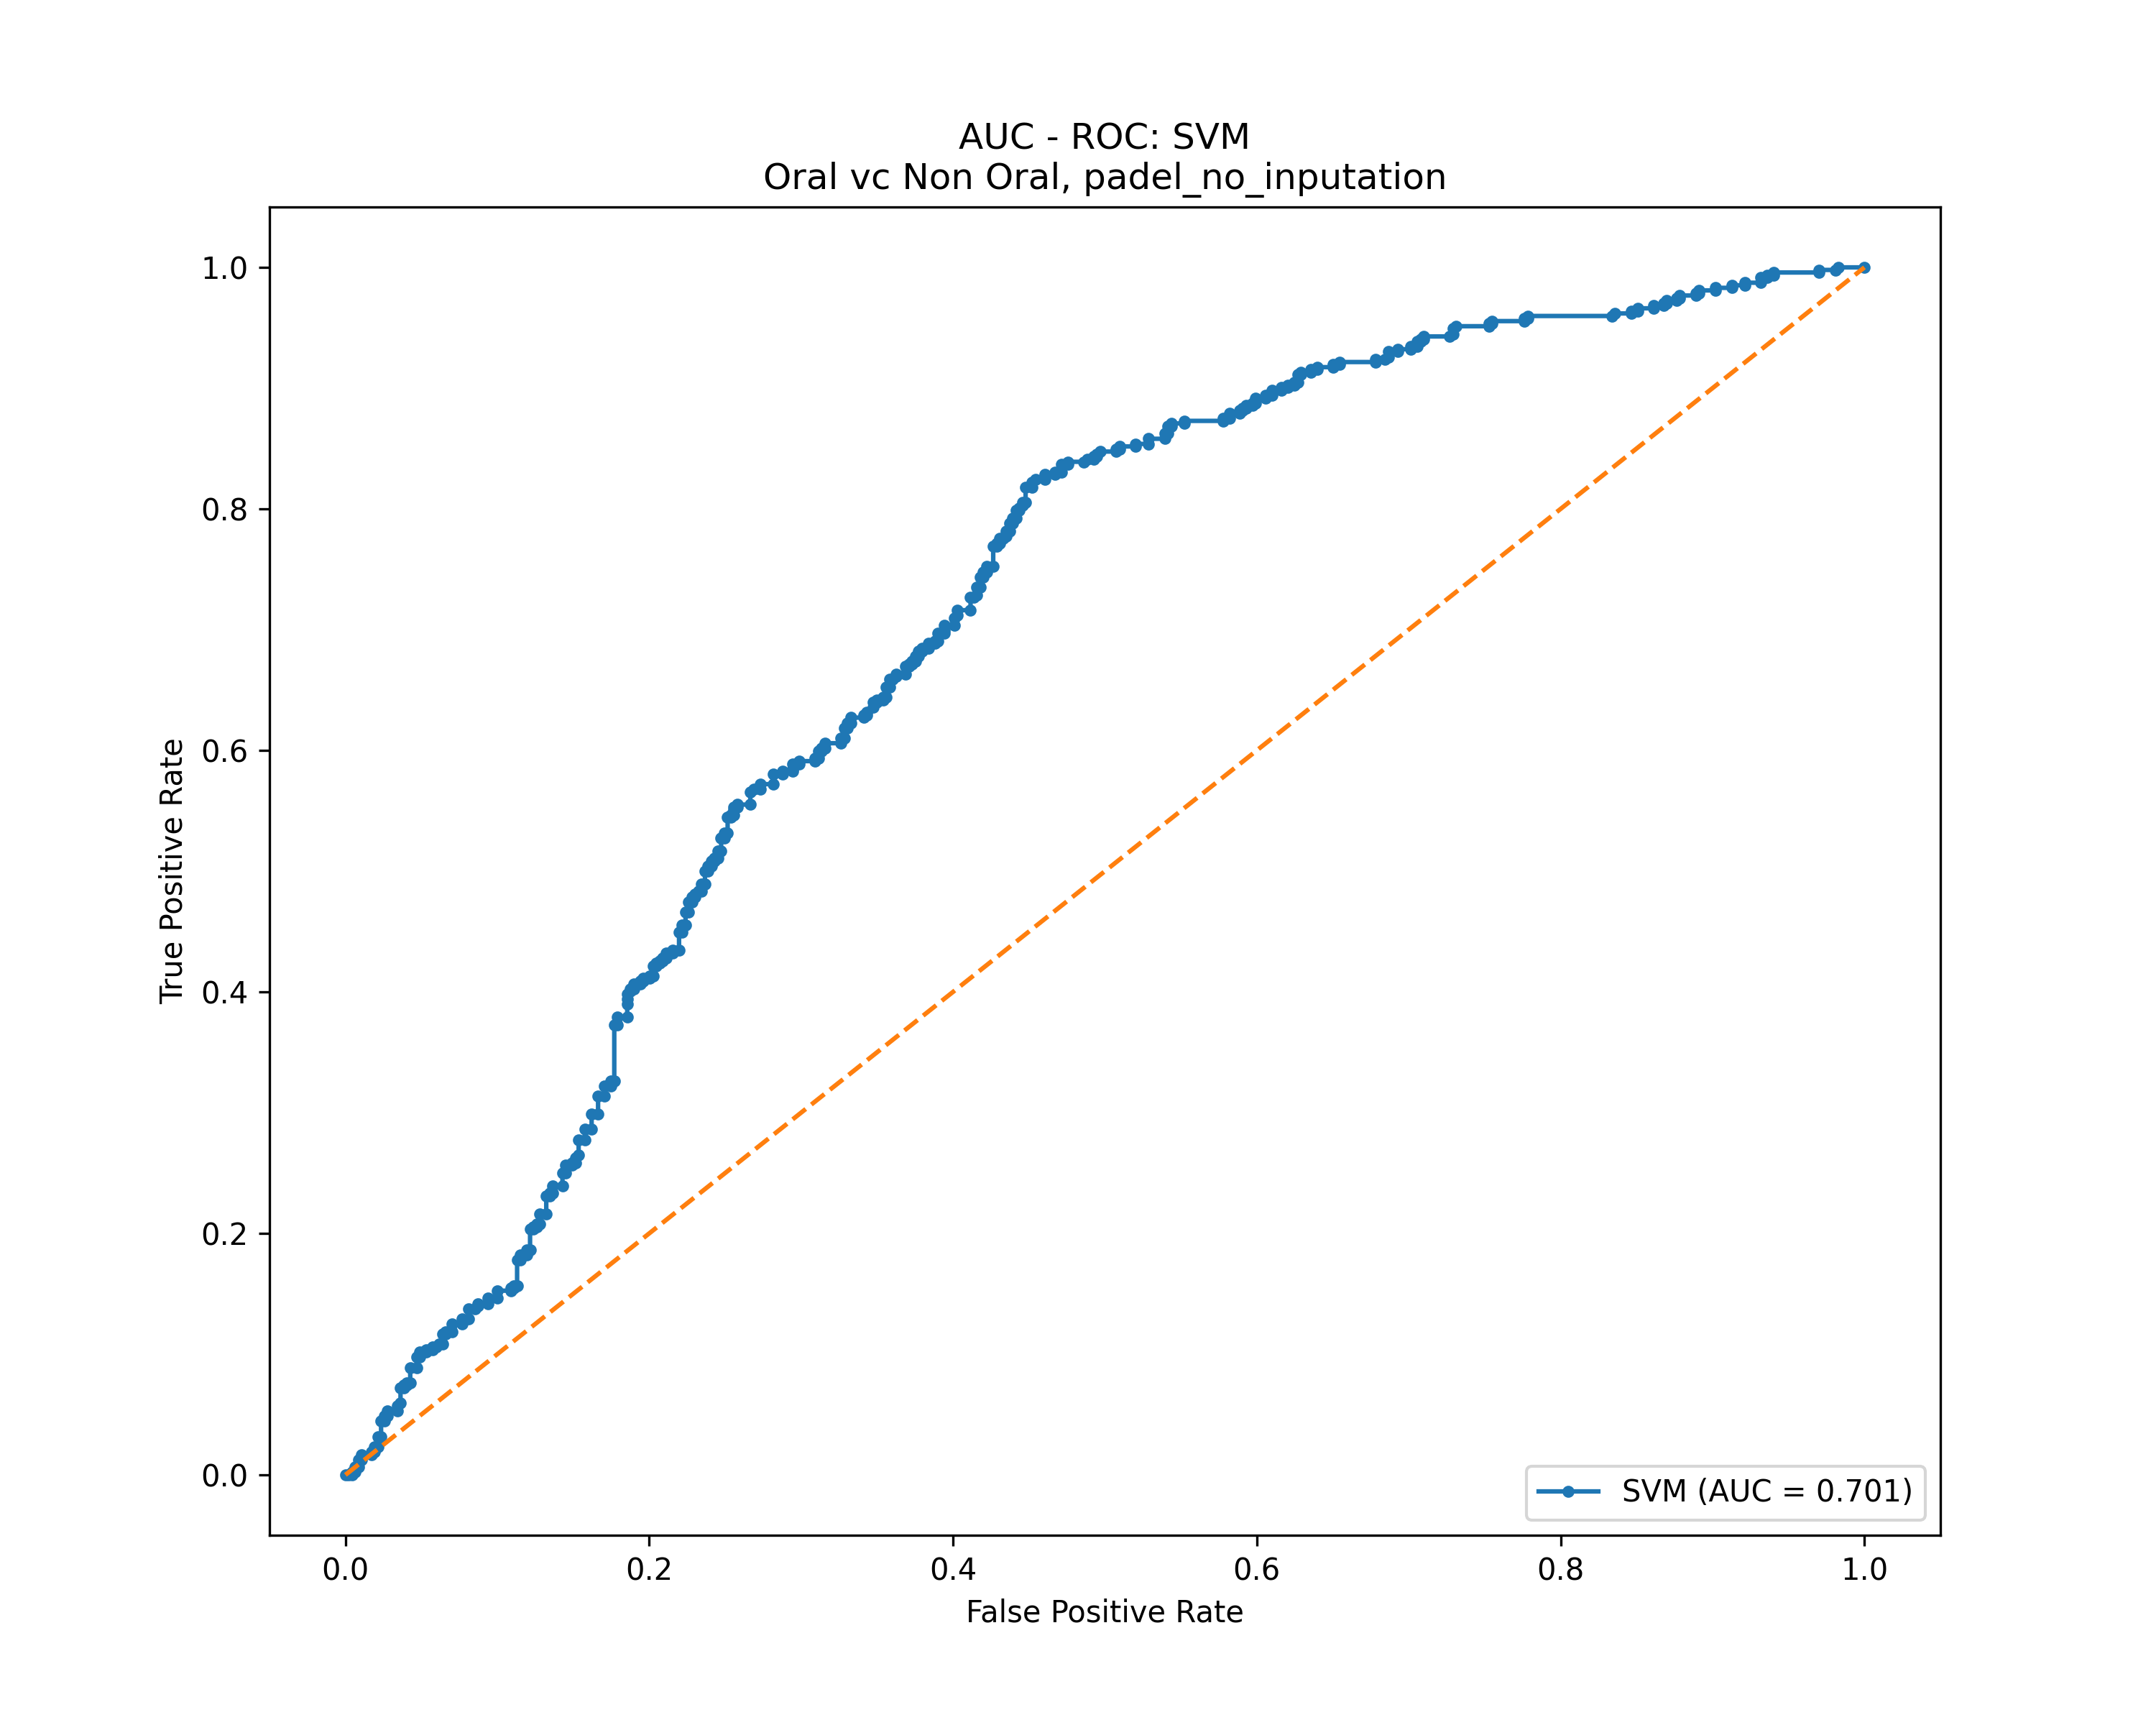 AUC - ROC: SVM
Oral vc Non Oral, padel_no_inputation
True Positive Rate
1.0
0.8
0.6
0.4
0.2
0.0
SVM (AUC = 0.701)
0.0 0.2 0.4 0.6 0.8 1.0
False Positive Rate